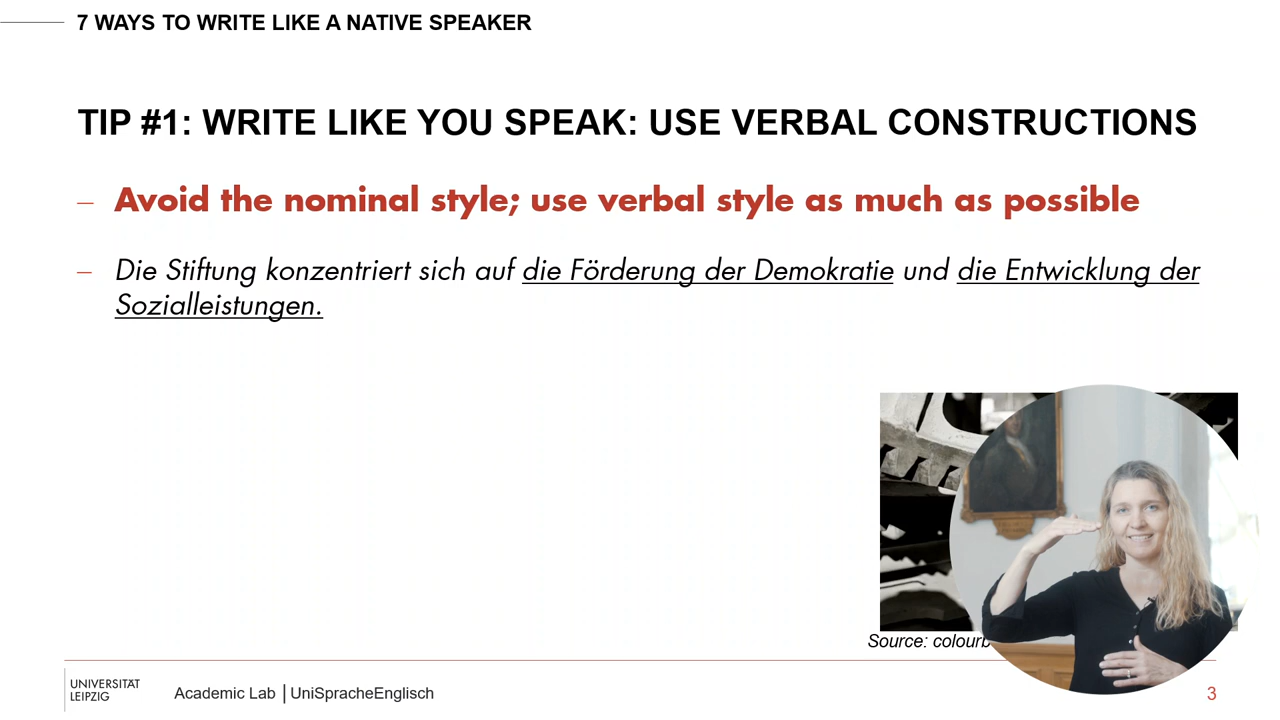 7 WAYS TO WRITE LIKE A NATIVE SPEAKER
TIP #1: WRITE LIKE YOU SPEAK: USE VERBAL CONSTRUCTIONS
– Avoid the nominal style; use verbal style as much as possible
– Die Stiftung konzentriert sich auf die Förderung der Demokratie und die Entwicklung der
Sozialleistungen.
Source:
UNIVERSITÄT
LEIPZIG
Academic Lab | UniSpracheEnglisch
3